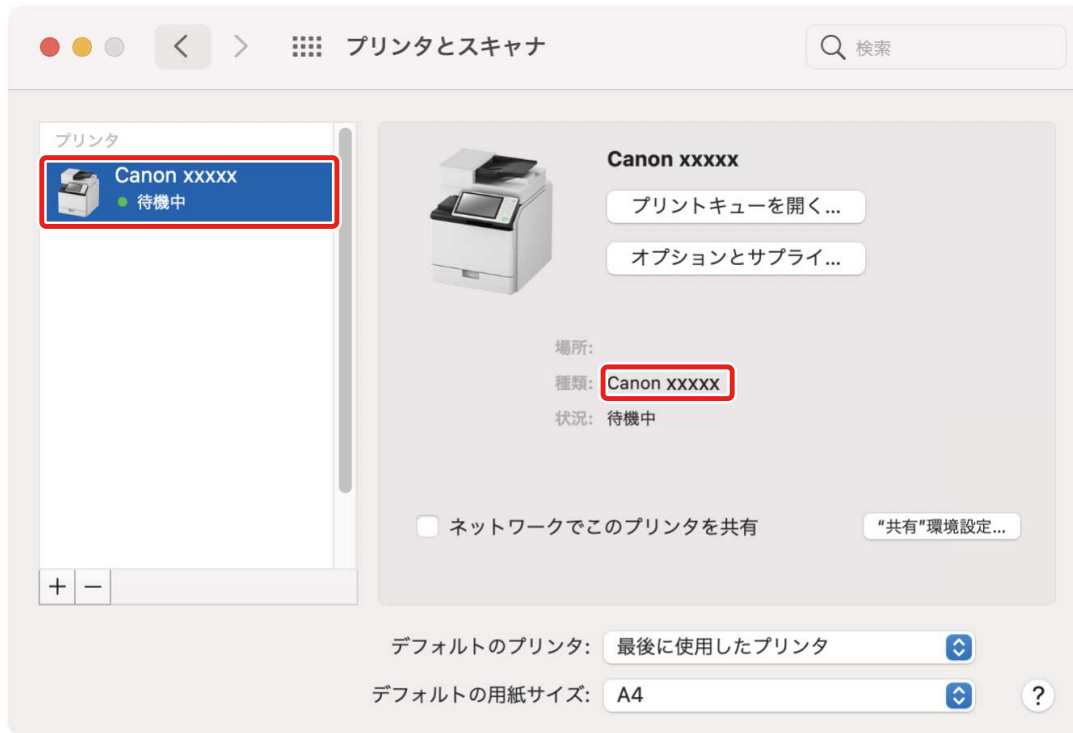 プリンタとスキャナ
検索
プリンタ
Canon xxxxx
待機中
Canon xxxxx
プリントキューを開く...
オプションとサプライ...
場所:
種類: Canon xxxxx
状況: 待機中
ネットワークでこのプリンタを共有
“共有”環境設定...
+ −
デフォルトのプリンタ: 最後に使用したプリンタ
デフォルトの用紙サイズ: A4
?